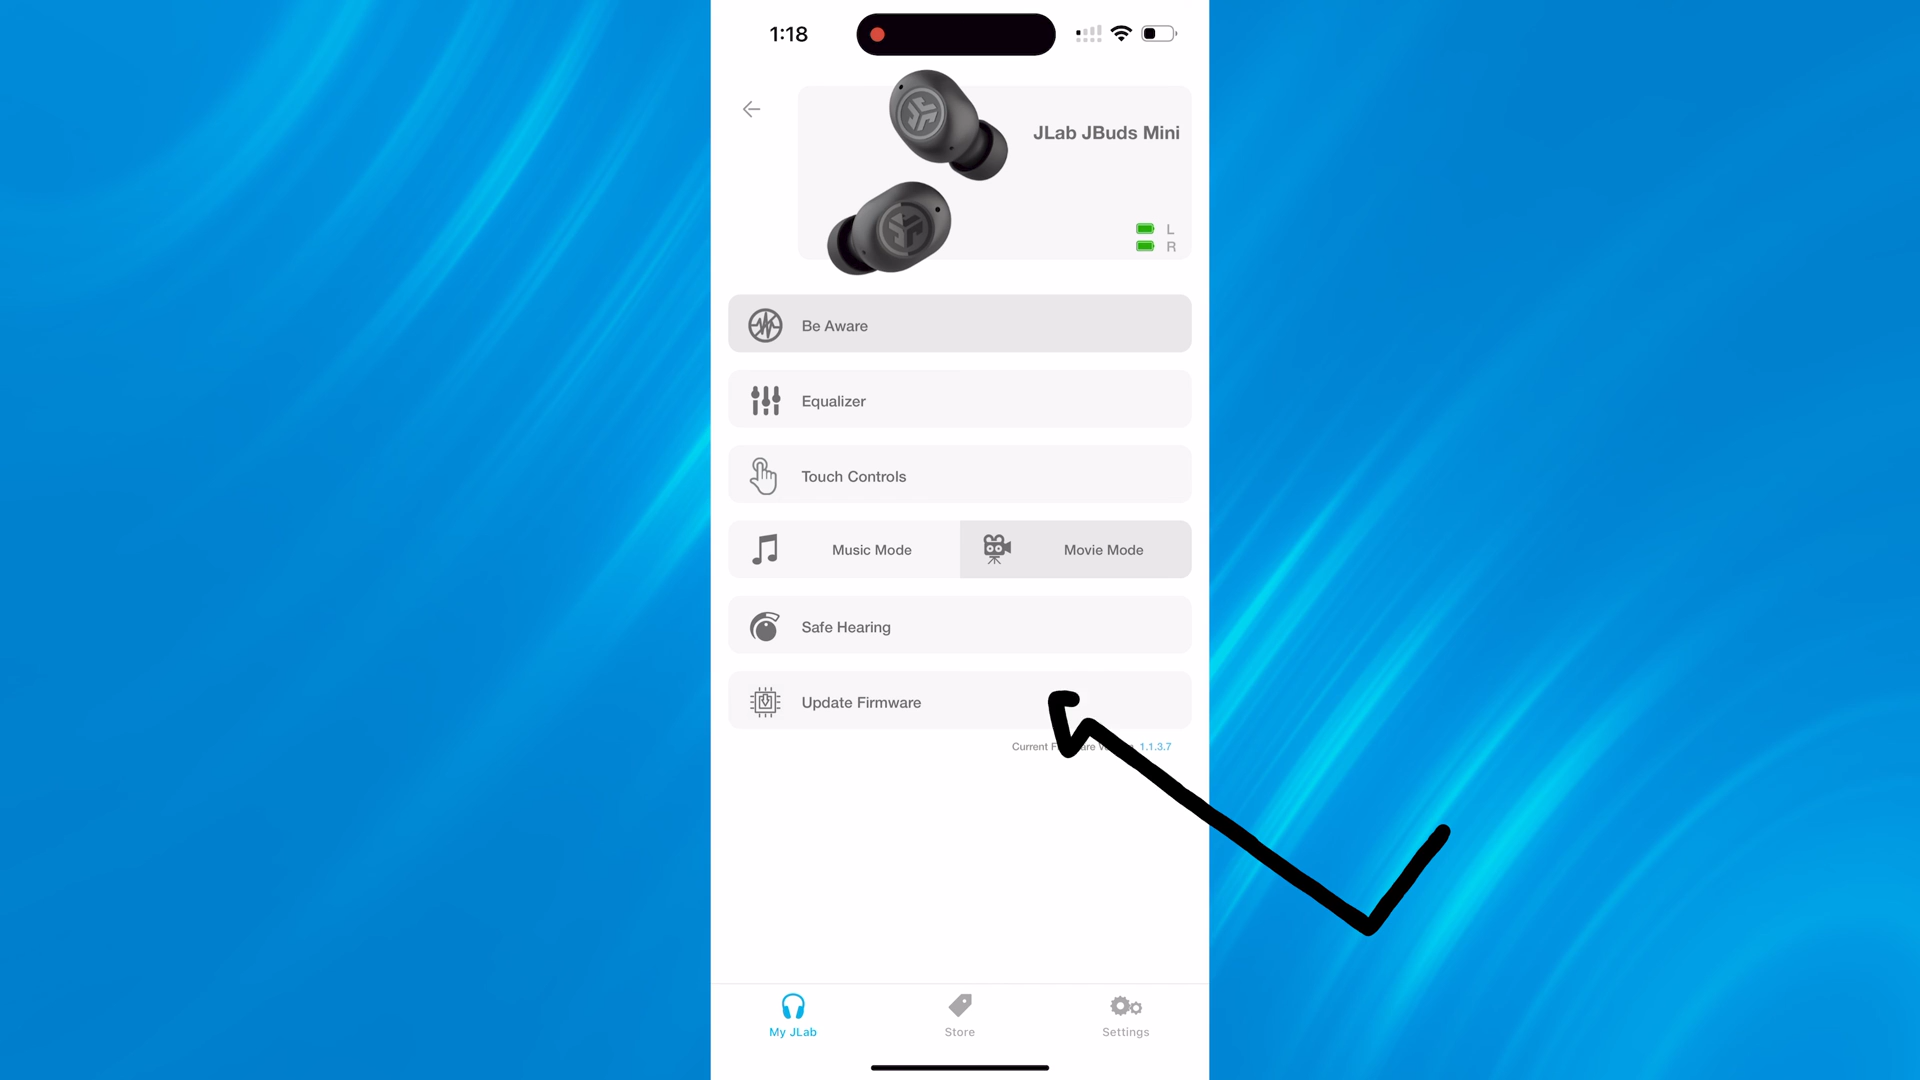 1:18
JLab JBuds Mini
L
R
Be Aware
Equalizer
Touch Controls
Music Mode
Movie Mode
Safe Hearing
Update Firmware
Current 1.1.3.7
My JLab
Store
Settings